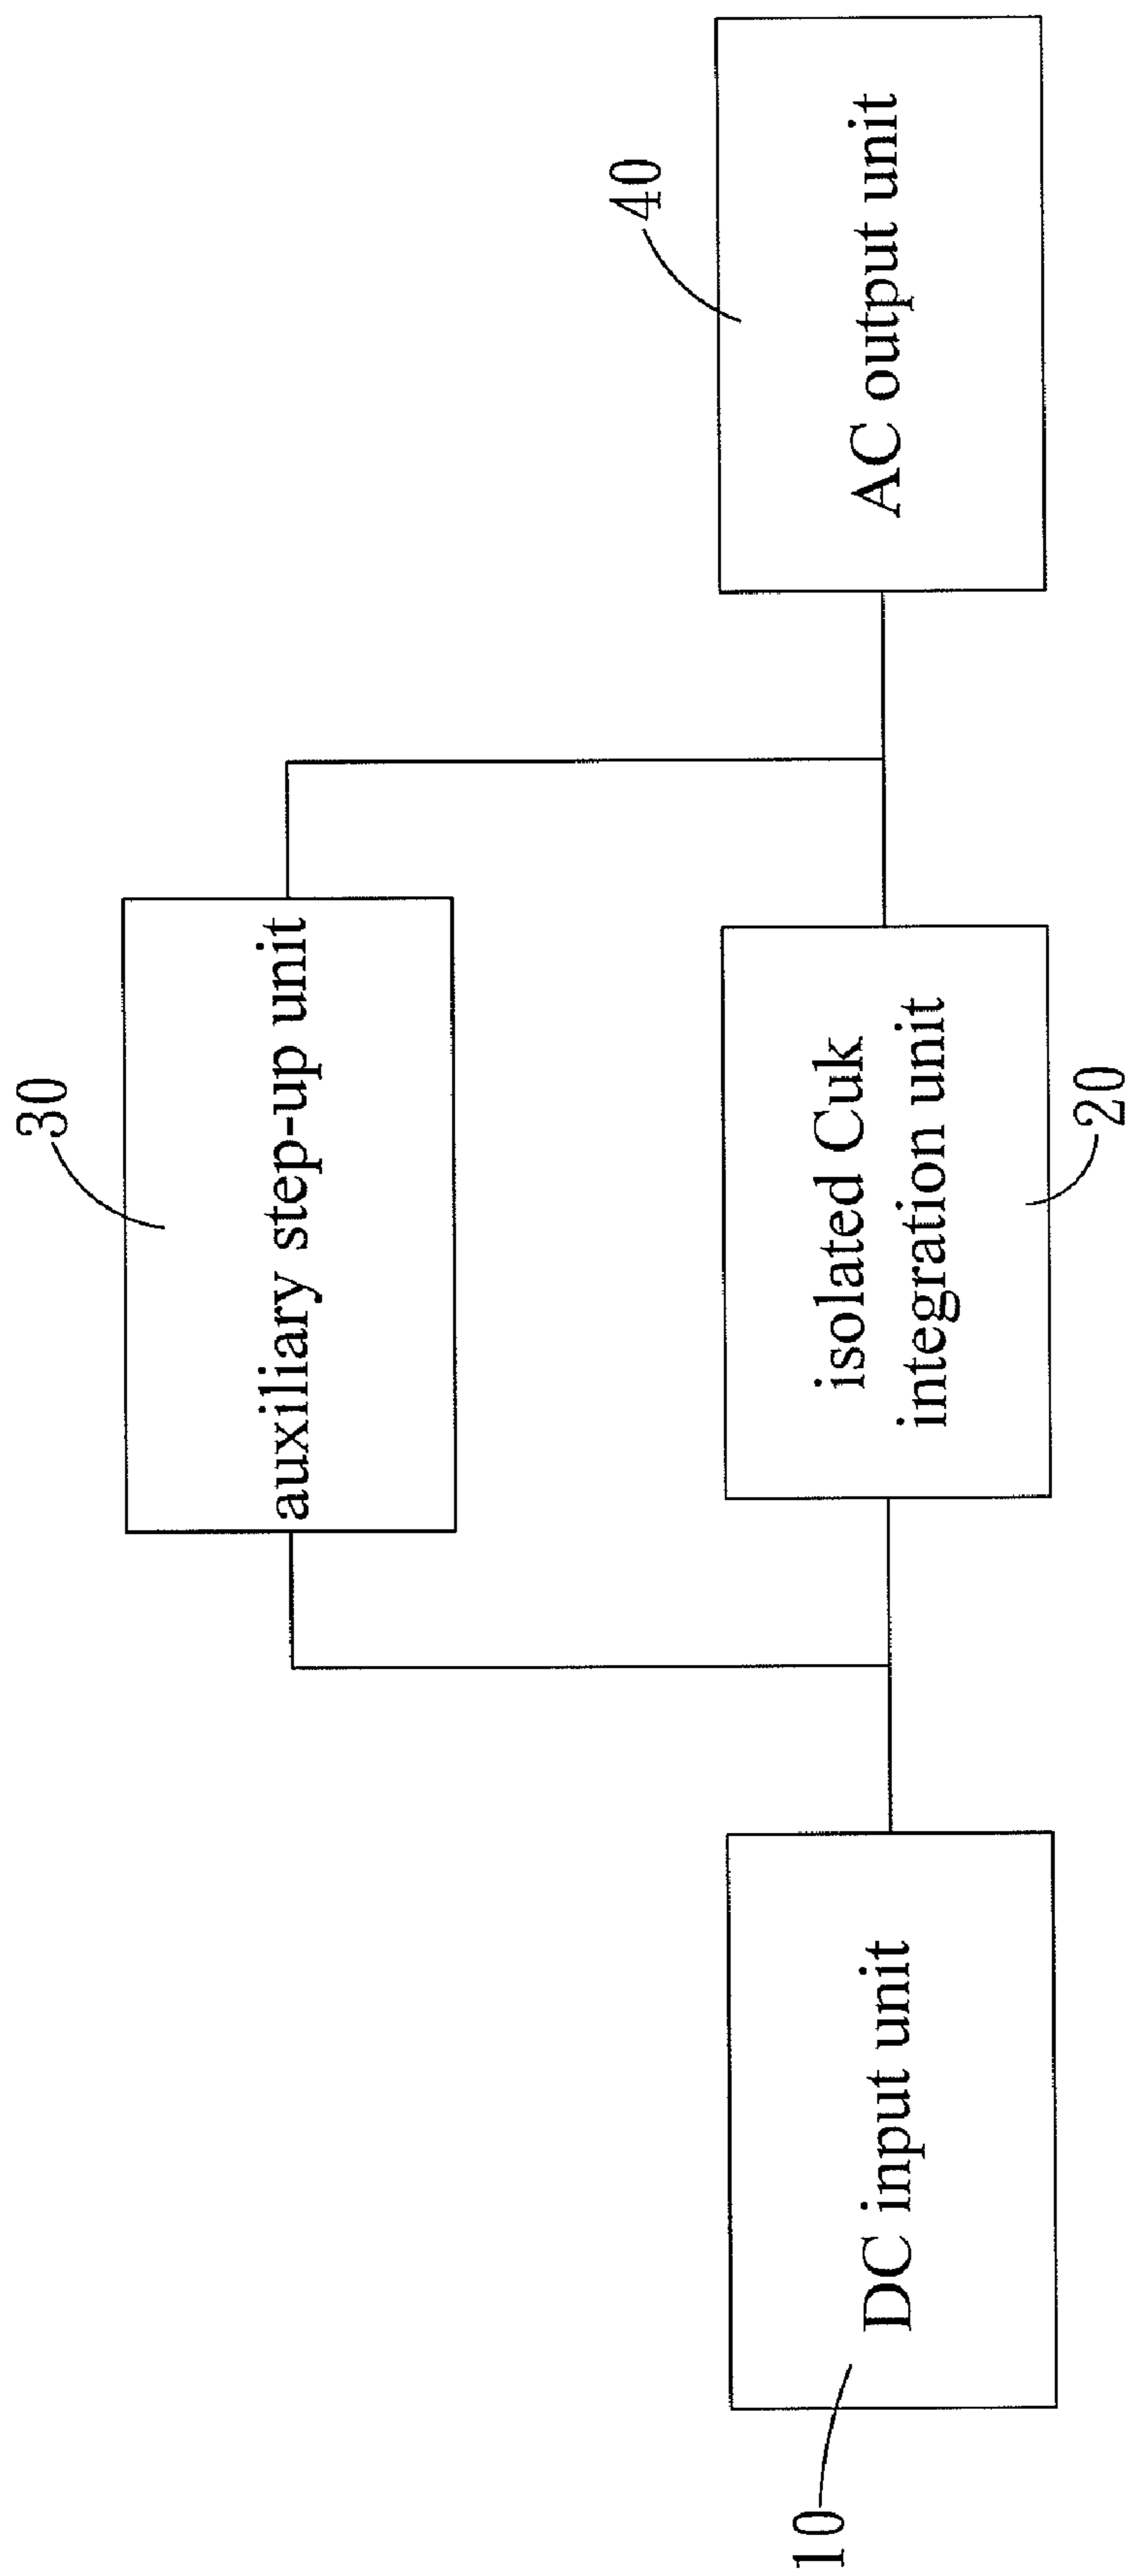 30
auxiliary step-up unit
40
10
DC input unit
isolated Cuk
integration unit
20
AC output unit